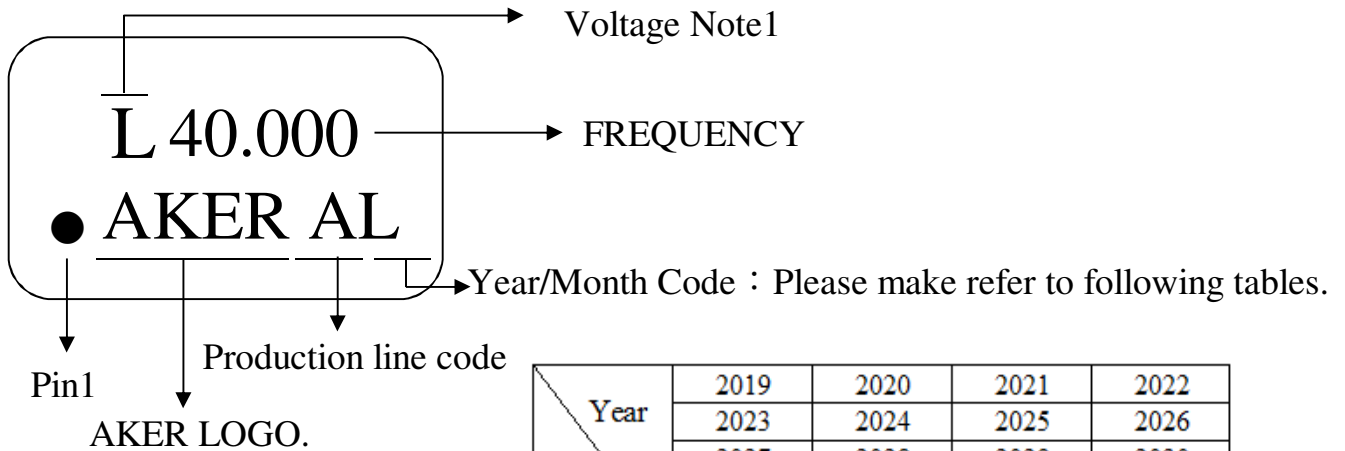 Voltage Note1
L 40.000
FREQUENCY
● AKER AL
Year/Month Code：Please make refer to following tables.
Production line code
Pin1
AKER LOGO.
Year 2019 2020 2021 2022
2023 2024 2025 2026